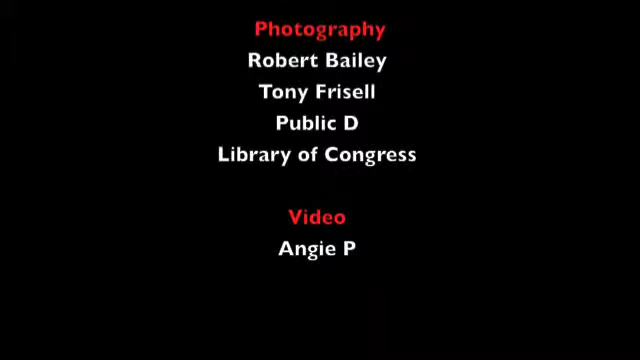 Photography
Robert Bailey
Tony Frisell
Public D
Library of Congress
Video
Angie P